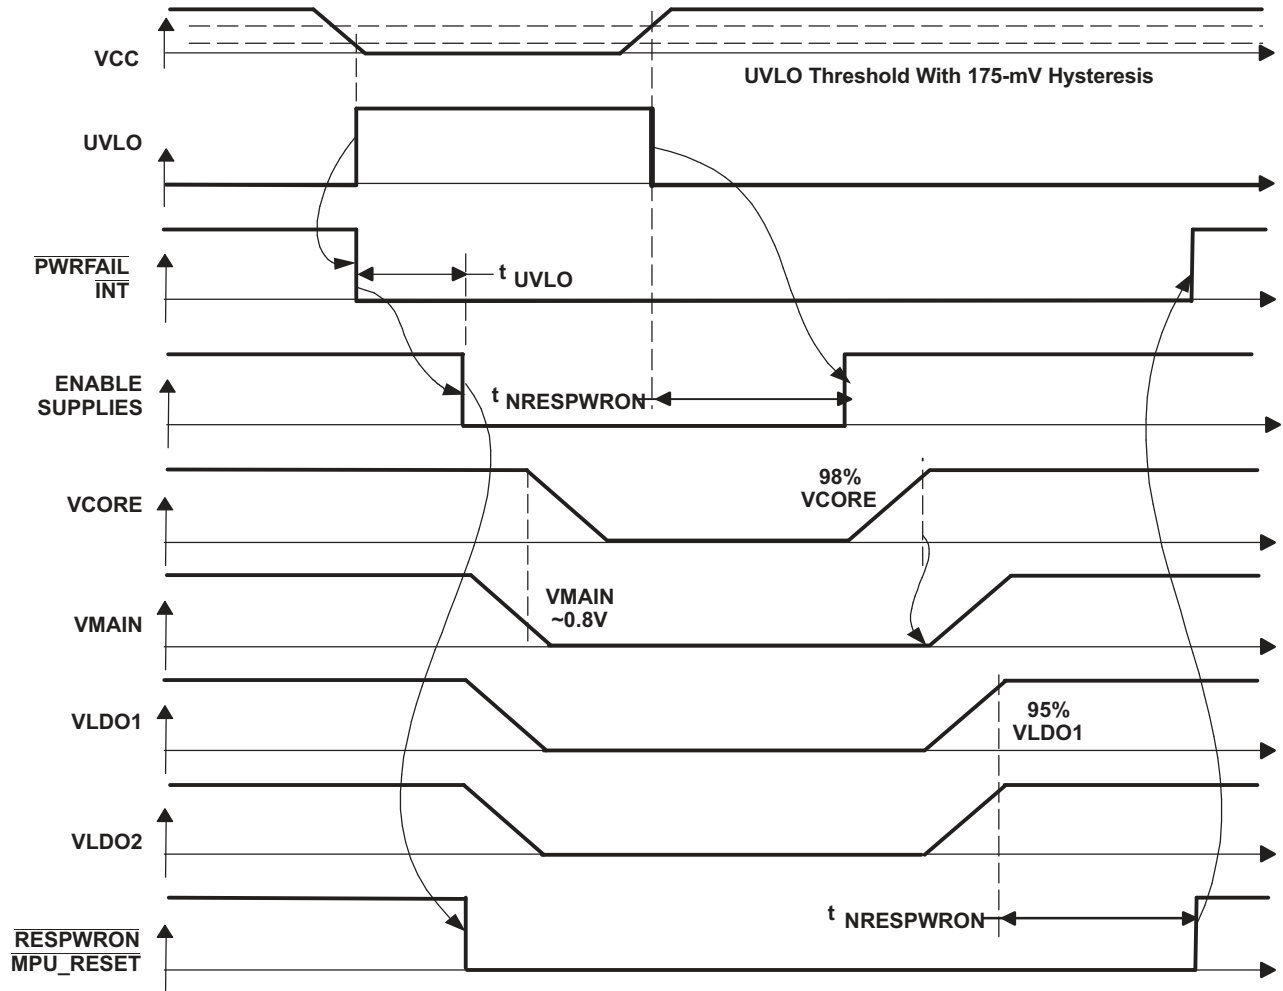 VCC
UVLO Threshold With 175-mV Hysteresis
UVLO
PWRFAIL
INT
t UVLO
ENABLE
SUPPLIES
t NRESPWRON
VCORE
98%
VCORE
VMAIN
VMAIN
~0.8V
VLDO1
95%
VLDO1
VLDO2
t NRESPWRON
RESPWRON
MPU_RESET